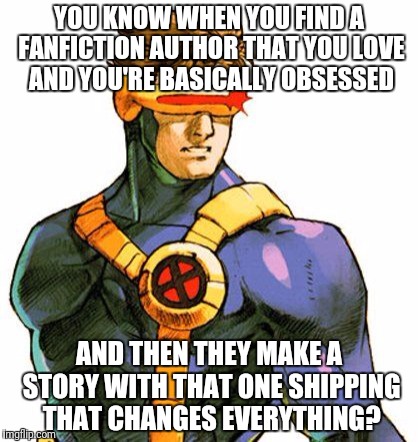 YOU KNOW WHEN YOU FIND A
FANFICTION AUTHOR THAT YOU LOVE
AND YOU'RE BASICALLY OBSESSED
AND THEN THEY MAKE A
STORY WITH THAT ONE SHIPPING
THAT CHANGES EVERYTHING?
imgflip.com